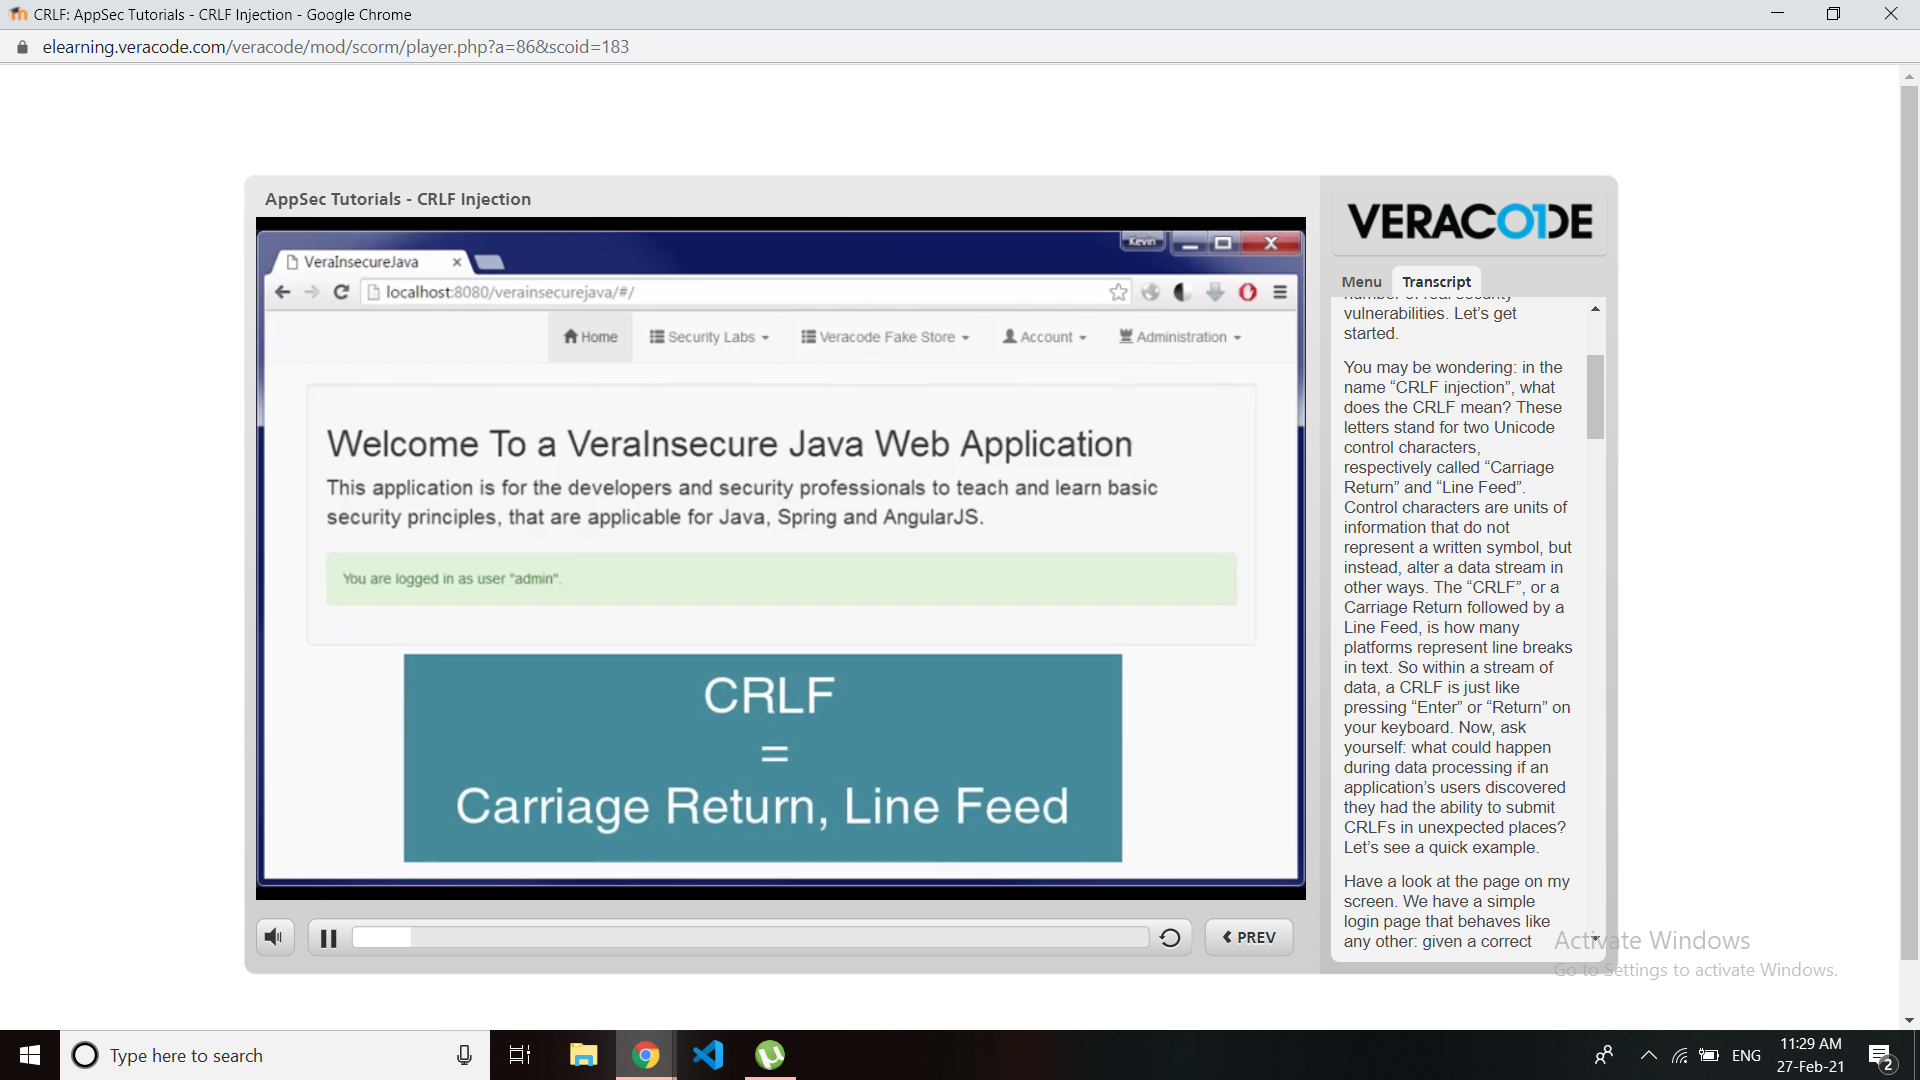 CRLF: AppSec Tutorials - CRLF Injection - Google Chrome
elearning.veracode.com/veracode/mod/scorm/player.php?a=86&scoid=183
AppSec Tutorials - CRLF Injection
VERACODE
Kevin
VeraInsecureJava
localhost:8080/verainsecurejava/#/
Home
Security Labs
Veracode Fake Store
Account
Administration
Welcome To a VeraInsecure Java Web Application
This application is for the developers and security professionals to teach and learn basic
security principles, that are applicable for Java, Spring and AngularJS.
You are logged in as user "admin".
CRLF
=
Carriage Return, Line Feed
PREV
Menu
Transcript
number of real security
vulnerabilities. Let’s get
started.
You may be wondering: in the
name “CRLF injection”, what
does the CRLF mean? These
letters stand for two Unicode
control characters,
respectively called “Carriage
Return” and “Line Feed”.
Control characters are units of
information that do not
represent a written symbol, but
instead, alter a data stream in
other ways. The “CRLF”, or a
Carriage Return followed by a
Line Feed, is how many
platforms represent line breaks
in text. So within a stream of
data, a CRLF is just like
pressing “Enter” or “Return” on
your keyboard. Now, ask
yourself: what could happen
during data processing if an
application’s users discovered
they had the ability to submit
CRLFs in unexpected places?
Let’s see a quick example.
Have a look at the page on my
screen. We have a simple
login page that behaves like
any other: given a correct
Activate Windows
Go to Settings to activate Windows.
Type here to search
ENG
11:29 AM
27-Feb-21
2